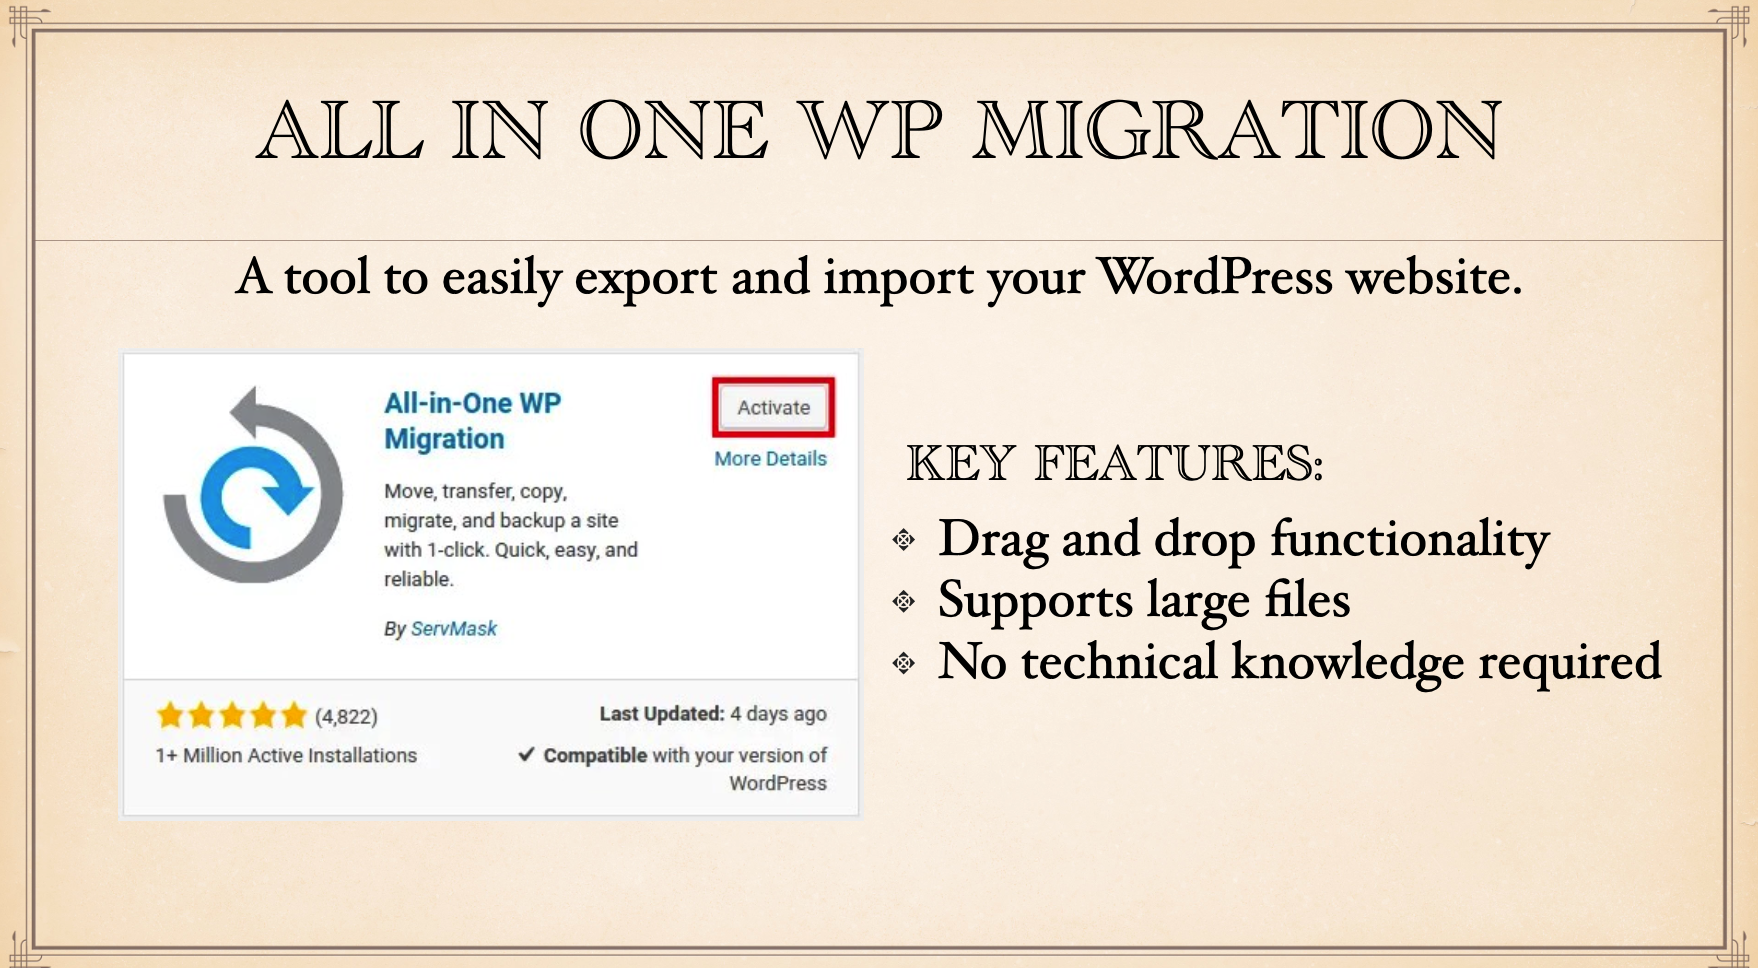 ALL IN ONE WP MIGRATION
A tool to easily export and import your WordPress website.
All-in-One WP
Migration
Activate
More Details
Move, transfer, copy,
migrate, and backup a site
with 1-click. Quick, easy, and
reliable.
By ServMask
(4,822)
Last Updated: 4 days ago
1+ Million Active Installations
Compatible with your version of
WordPress
KEY FEATURES:
Drag and drop functionality
Supports large files
No technical knowledge required